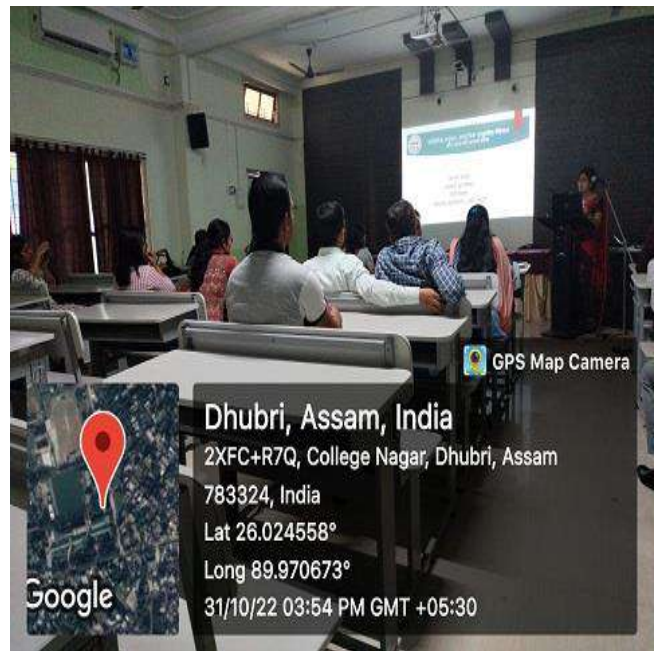 GPS Map Camera
Dhubri, Assam, India
2XFC+R7Q, College Nagar, Dhubri, Assam
783324, India
Lat 26.024558°
Long 89.970673°
31/10/22 03:54 PM GMT +05:30
Google